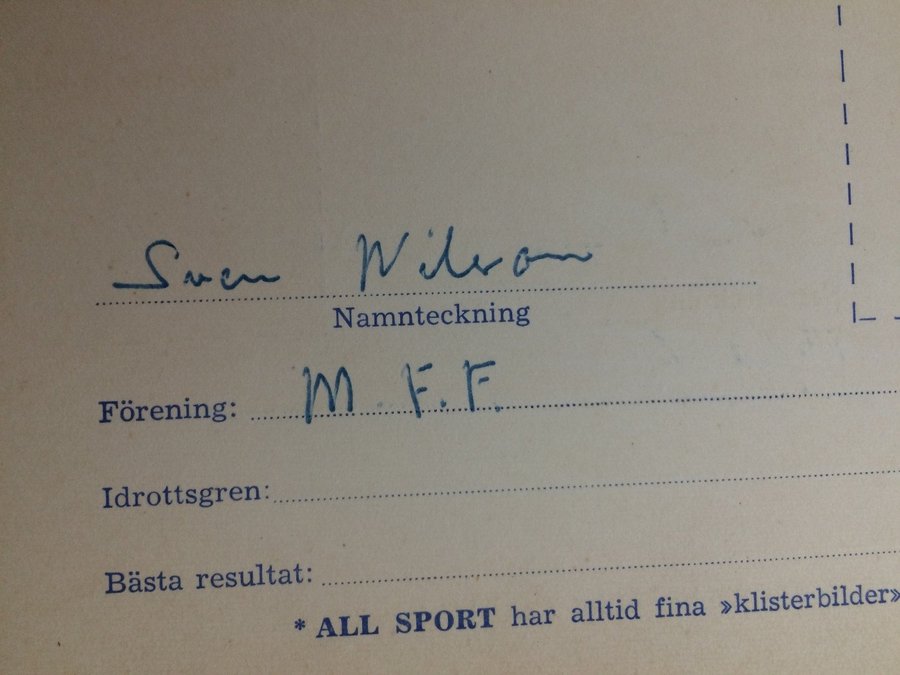 Sven Nilsson
Namnteckning
Förening: M F.F.
Idrottsgren:
Bästa resultat:
* ALL SPORT har alltid fina »klisterbilder»